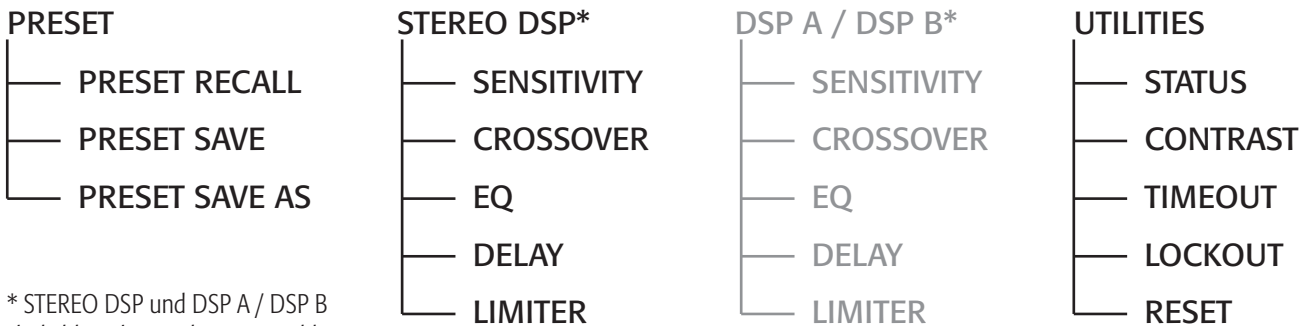 PRESET
PRESET RECALL
PRESET SAVE
PRESET SAVE AS
* STEREO DSP und DSP A / DSP B
STEREO DSP*
SENSITIVITY
CROSSOVER
EQ
DELAY
LIMITER
DSP A / DSP B*
SENSITIVITY
CROSSOVER
EQ
DELAY
LIMITER
UTILITIES
STATUS
CONTRAST
TIMEOUT
LOCKOUT
RESET